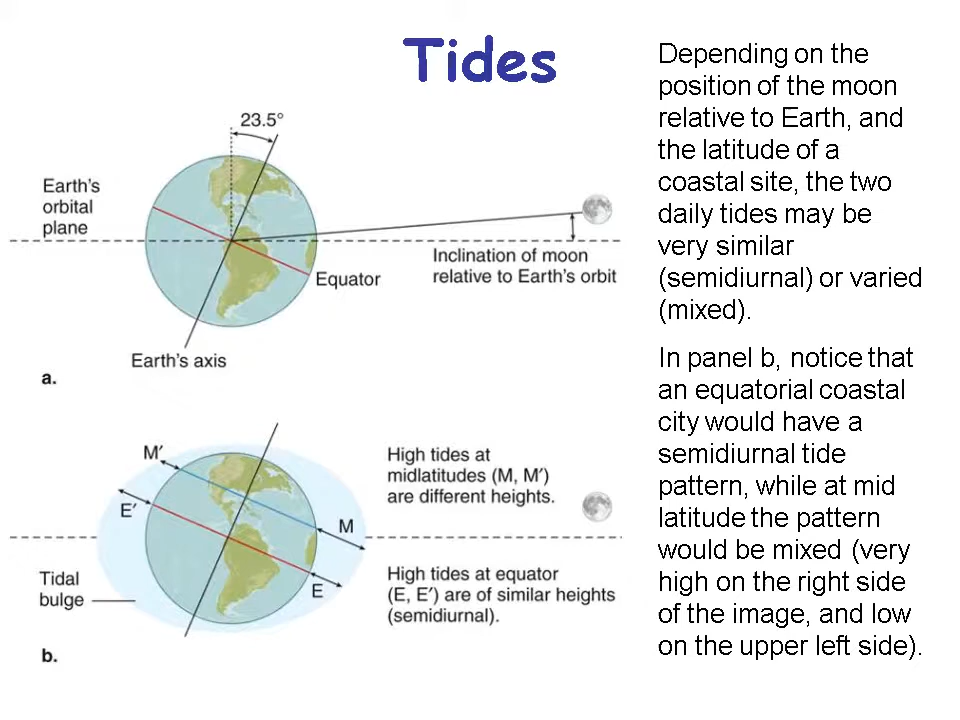 Tides
23.5°
Earth's
orbital
plane
Inclination of moon
relative to Earth's orbit
Equator
Earth's axis
a.
M′
High tides at
midlatitudes (M, M′)
are different heights.
E′
M
Tidal
bulge
E
High tides at equator
(E, E′) are of similar heights
(semidiurnal).
b.
Depending on the
position of the moon
relative to Earth, and
the latitude of a
coastal site, the two
daily tides may be
very similar
(semidiurnal) or varied
(mixed).
In panel b, notice that
an equatorial coastal
city would have a
semidiurnal tide
pattern, while at mid
latitude the pattern
would be mixed (very
high on the right side
of the image, and low
on the upper left side).